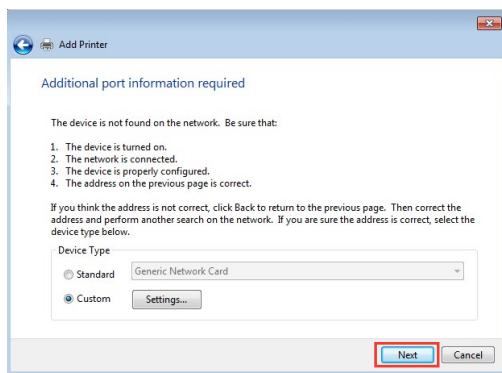 Add Printer
Additional port information required
The device is not found on the network. Be sure that:
1. The device is turned on.
2. The network is connected.
3. The device is properly configured.
4. The address on the previous page is correct.
If you think the address is not correct, click Back to return to the previous page. Then correct the
address and perform another search on the network. If you are sure the address is correct, select the
device type below.
Device Type
Standard
Generic Network Card
Custom
Settings...
Next
Cancel